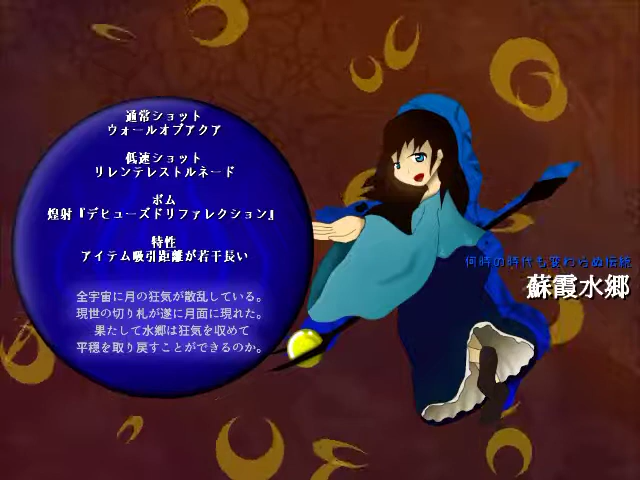 通常ショット
ウォールオブアクア
低速ショット
リレンテレストルネード
ボム
煌射『デヒューズドリファレクション』
特性
アイテム吸引距離が若干長い
全宇宙に月の狂気が散乱している。
現世の切り札が遂に月面に現れた。
果たして水郷は狂気を収めて
平穏を取り戻すことができるのか。
何時の時代も変わらぬ伝統
蘇霞水郷